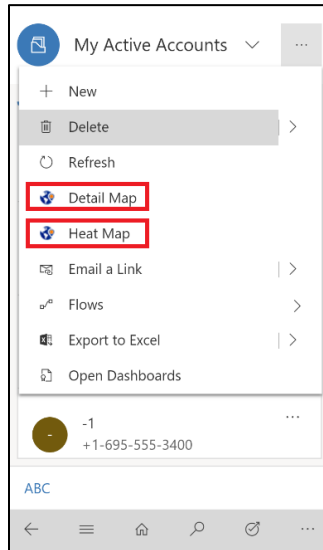 My Active Accounts
New
Delete
Refresh
Detail Map
Heat Map
Email a Link
Flows
Export to Excel
Open Dashboards
-1
-
+1-695-555-3400
ABC